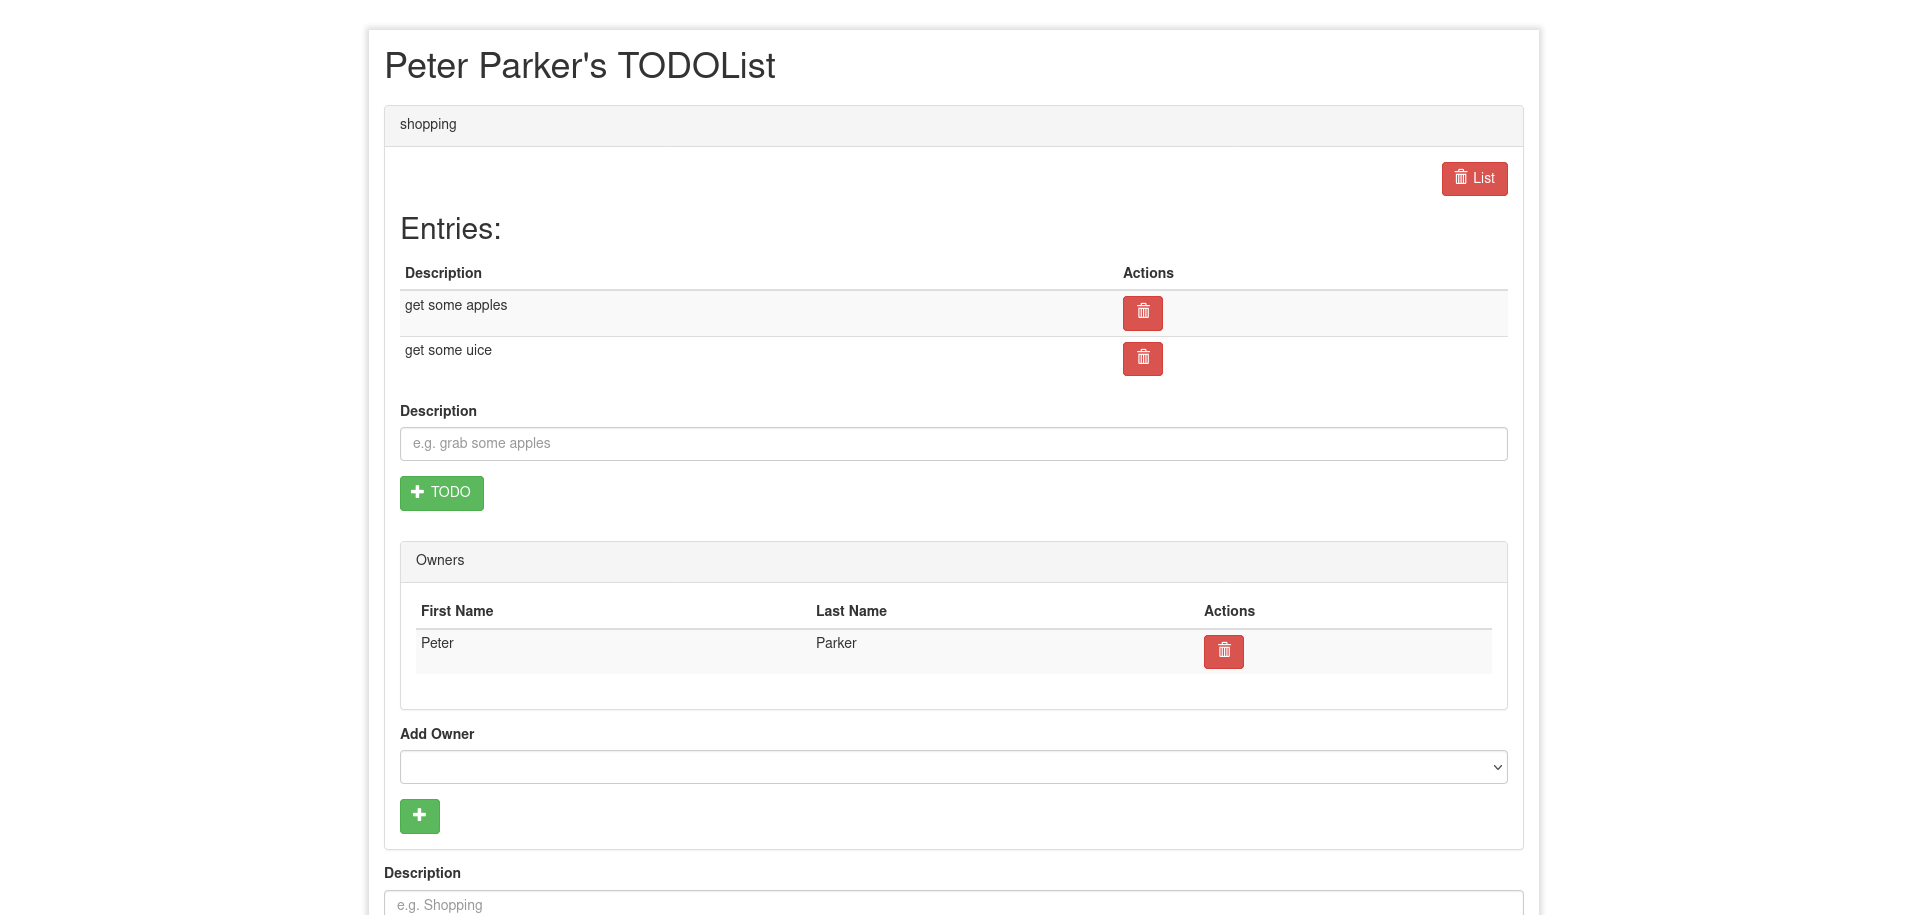 Peter Parker's TODOList
shopping
List
Entries:
Description Actions
get some apples
get some uice
Description
e.g. grab some apples
TODO
Owners
First Name Last Name Actions
Peter Parker
Add Owner
Description
e.g. Shopping